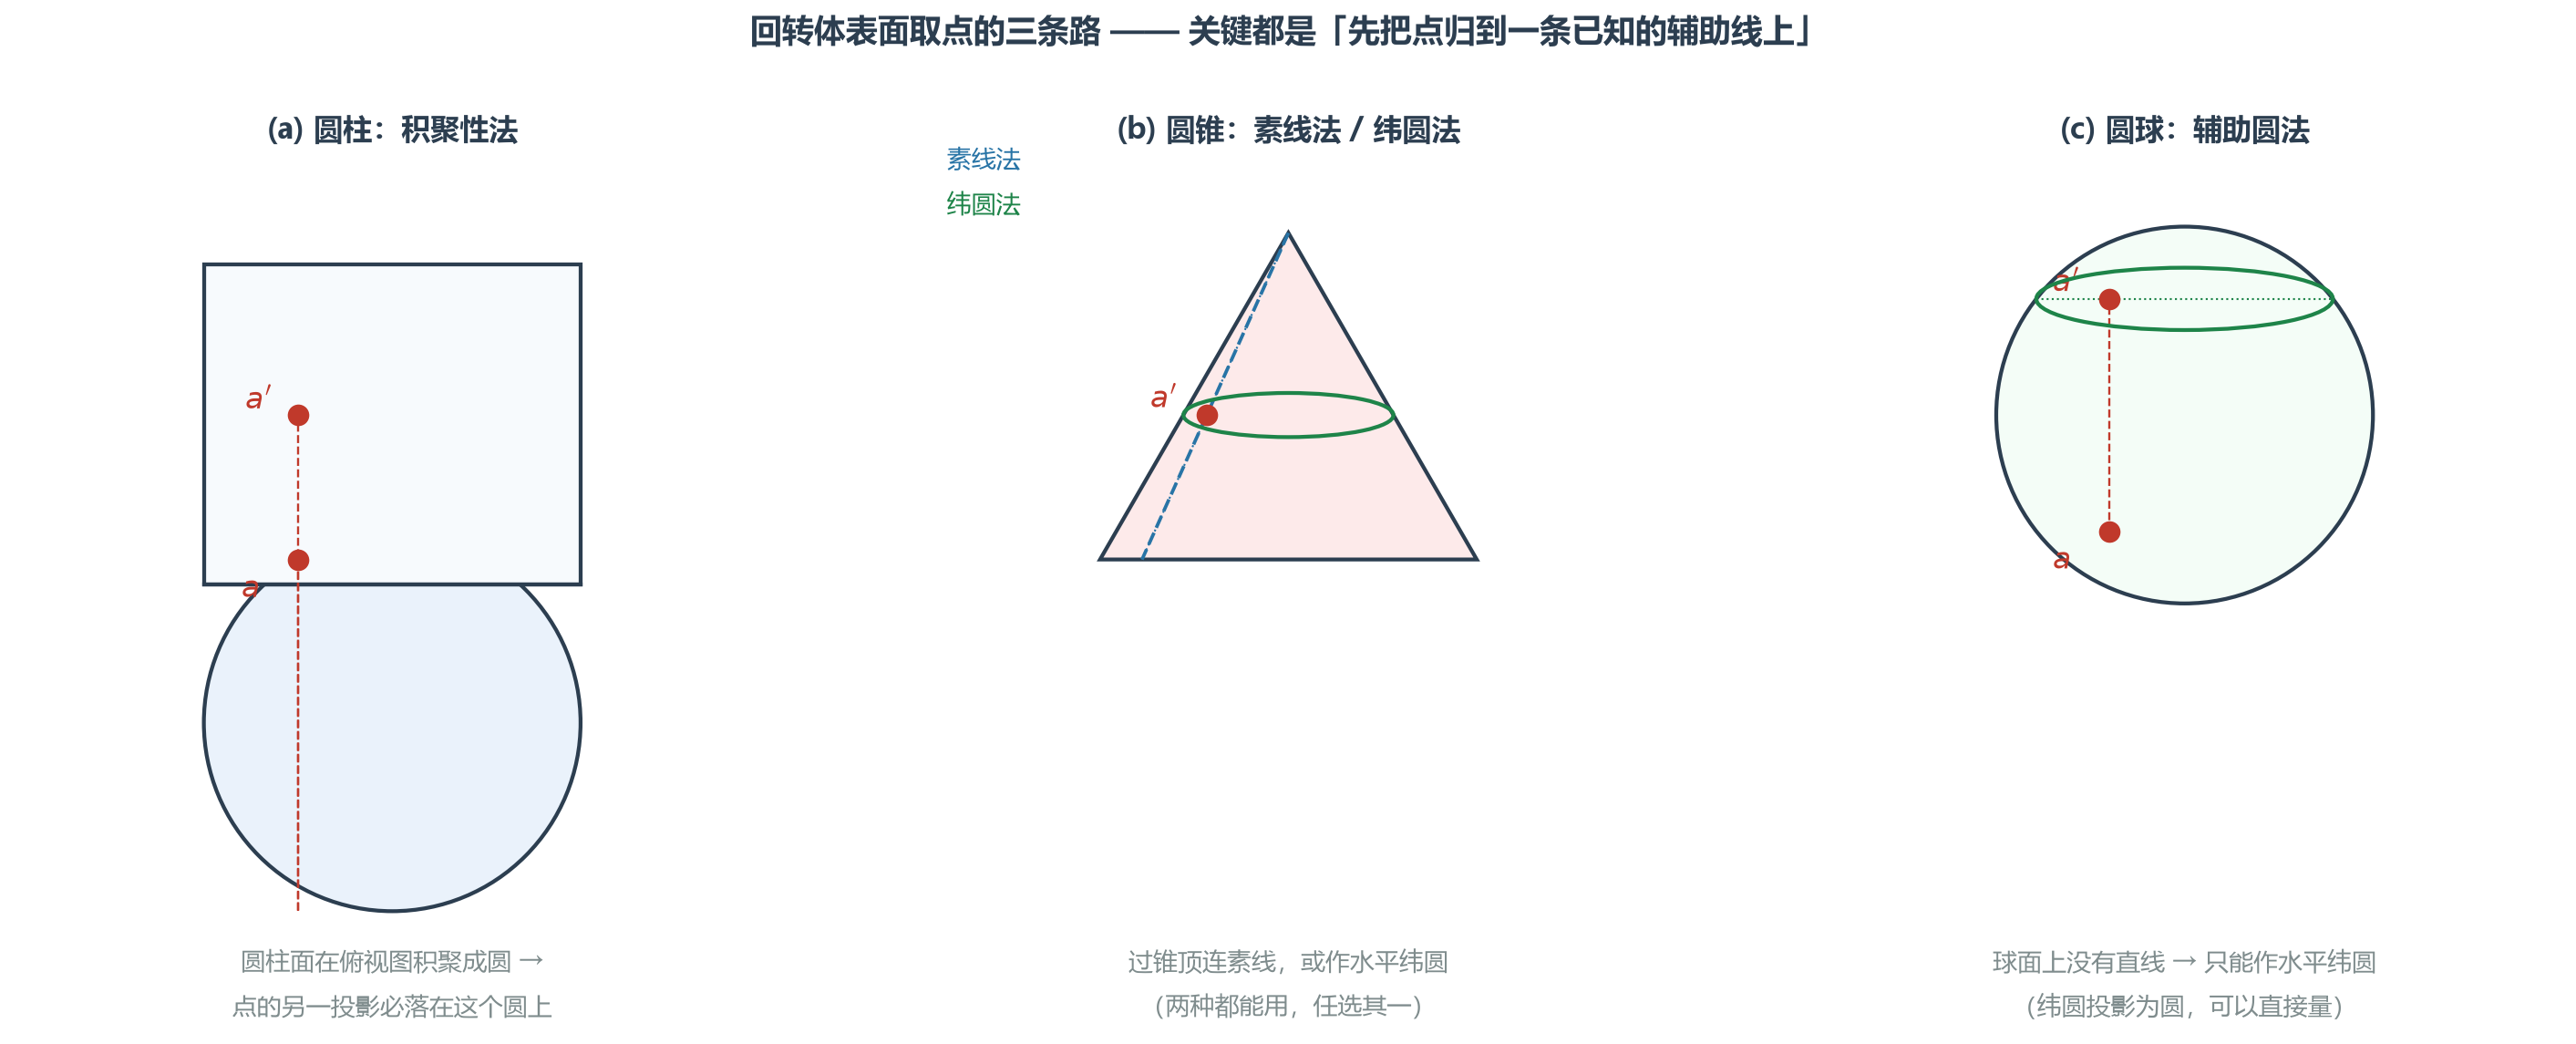 回转体表面取点的三条路 —— 关键都是「先把点归到一条已知的辅助线上」
(a) 圆柱：积聚性法
a′
a
圆柱面在俯视图积聚成圆 →
点的另一投影必落在这个圆上
(b) 圆锥：素线法 / 纬圆法
素线法
纬圆法
a′
过锥顶连素线，或作水平纬圆
（两种都能用，任选其一）
(c) 圆球：辅助圆法
a′
a
球面上没有直线 → 只能作水平纬圆
（纬圆投影为圆，可以直接量）